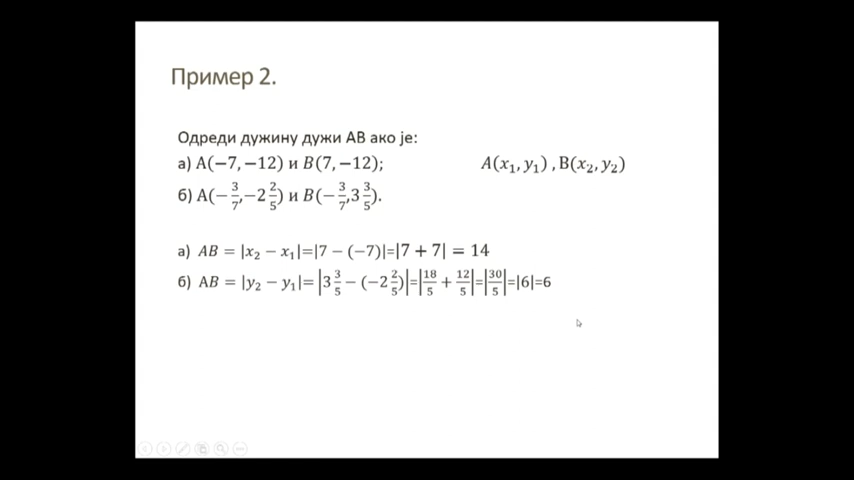 Пример 2.
Одреди дужину дужи AB ако је:
а) A(−7, −12) и B(7, −12); A(x₁, y₁) , B(x₂, y₂)
б) A(−3/7, −2 2/5) и B(−3/7, 3 3/5).
а) AB = |x₂ − x₁|=|7 − (−7)|=|7 + 7| = 14
б) AB = |y₂ − y₁|= |3 3/5 − (−2 2/5)|=|18/5 + 12/5|=|30/5|=|6|=6